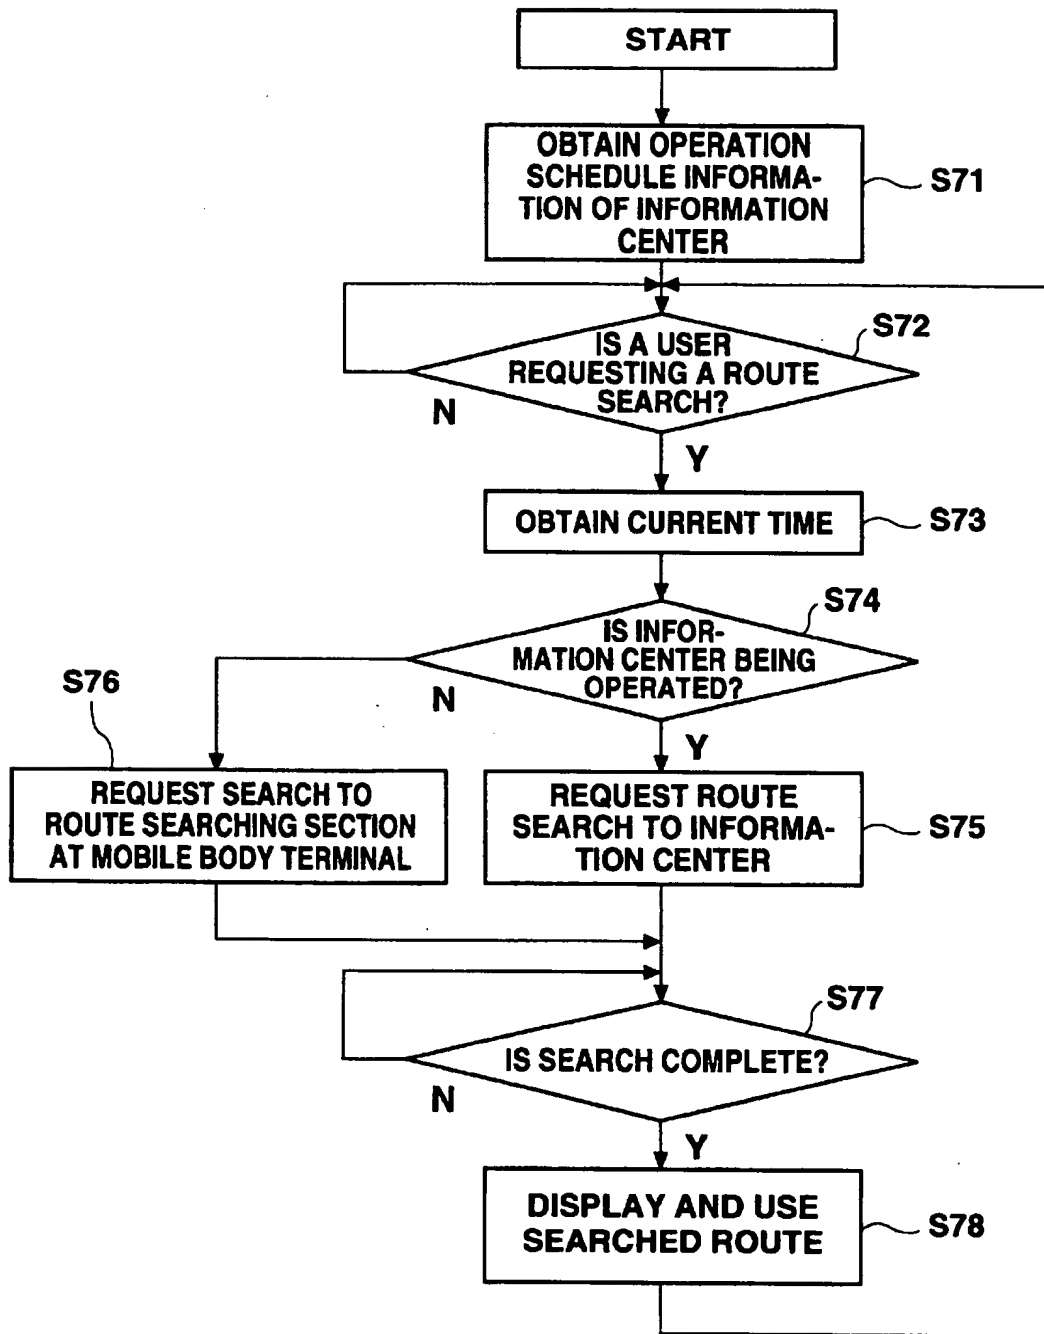 START
OBTAIN OPERATION
SCHEDULE INFORMA-
TION OF INFORMATION
CENTER
S71
IS A USER
REQUESTING A ROUTE
SEARCH?
S72
N
Y
OBTAIN CURRENT TIME
S73
IS INFOR-
MATION CENTER BEING
OPERATED?
S74
N
Y
S76
REQUEST SEARCH TO
ROUTE SEARCHING SECTION
AT MOBILE BODY TERMINAL
REQUEST ROUTE
SEARCH TO INFORMA-
TION CENTER
S75
IS SEARCH COMPLETE?
S77
N
Y
DISPLAY AND USE
SEARCHED ROUTE
S78